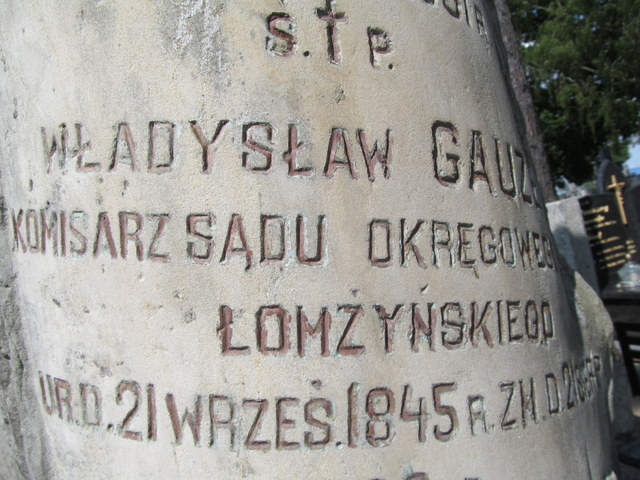 Ś.†P.
WŁADYSŁAW
KOMISARZ SĄDU OKRĘGOWEGO
ŁOMŻYŃSKIEGO
UR.D.21 WRZEŚ.1845 R. ZM.D.